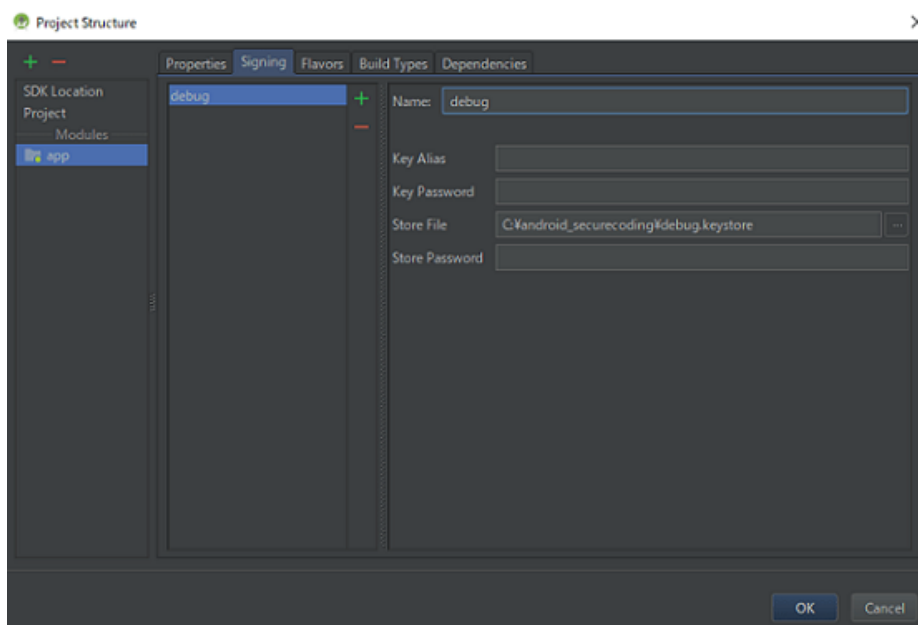 Project Structure
Properties Signing Flavors Build Types Dependencies
SDK Location
Project
Modules
app
debug
Name: debug
Key Alias
Key Password
Store File C:¥android_securecoding¥debug.keystore ...
Store Password
OK Cancel